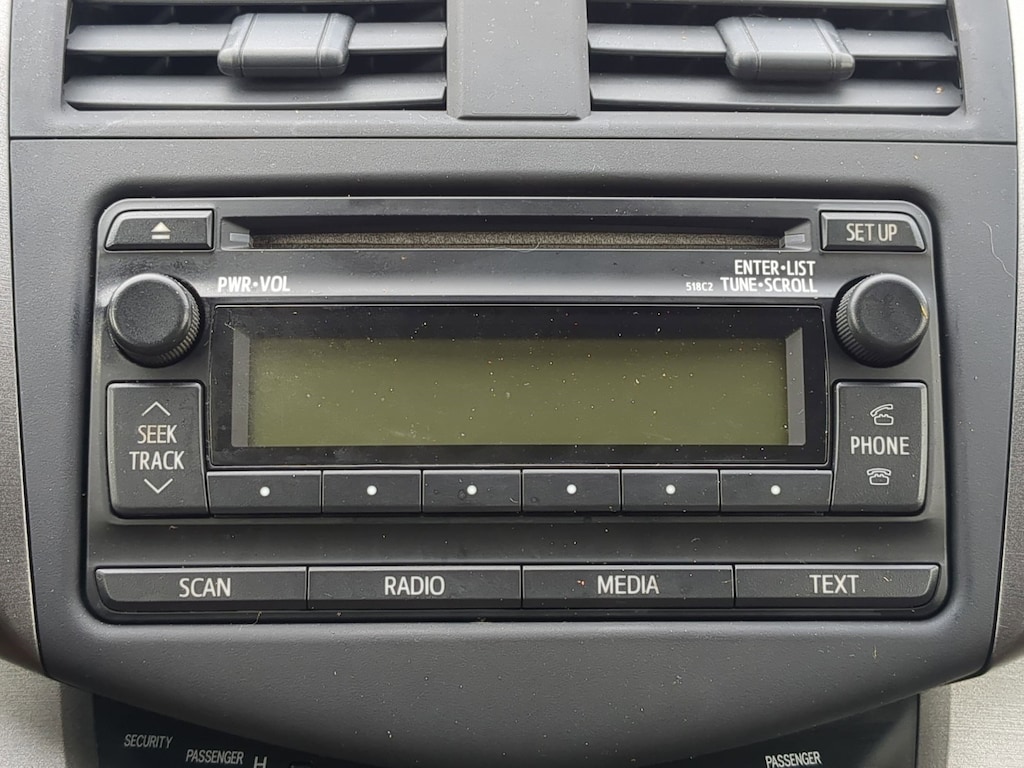 SET UP
ENTER•LIST
PWR•VOL
518C2 TUNE•SCROLL
SEEK
TRACK
PHONE
SCAN
RADIO
MEDIA
TEXT
SECURITY
PASSENGER
PASSENGER